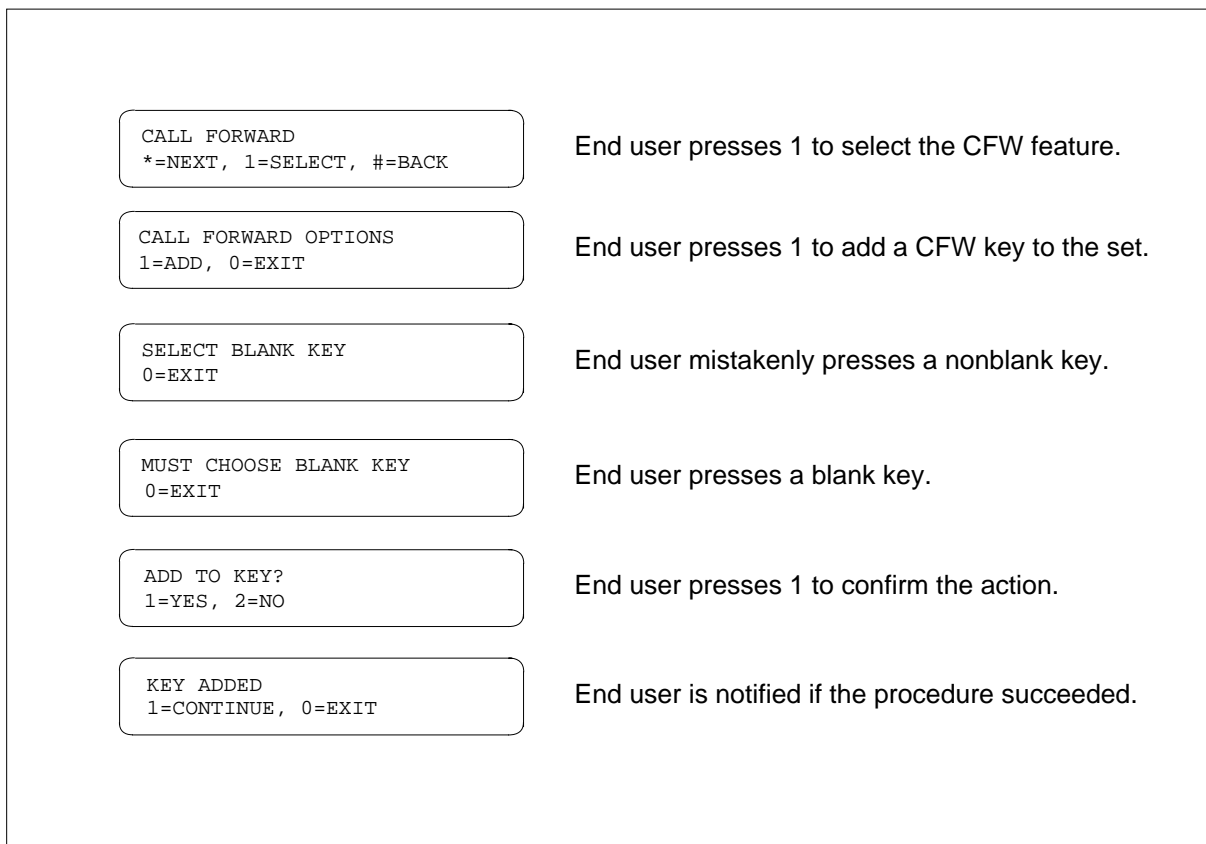 CALL FORWARD
*=NEXT, 1=SELECT, #=BACK
End user presses 1 to select the CFW feature.
CALL FORWARD OPTIONS
1=ADD, 0=EXIT
End user presses 1 to add a CFW key to the set.
SELECT BLANK KEY
0=EXIT
End user mistakenly presses a nonblank key.
MUST CHOOSE BLANK KEY
0=EXIT
End user presses a blank key.
ADD TO KEY?
1=YES, 2=NO
End user presses 1 to confirm the action.
KEY ADDED
1=CONTINUE, 0=EXIT
End user is notified if the procedure succeeded.